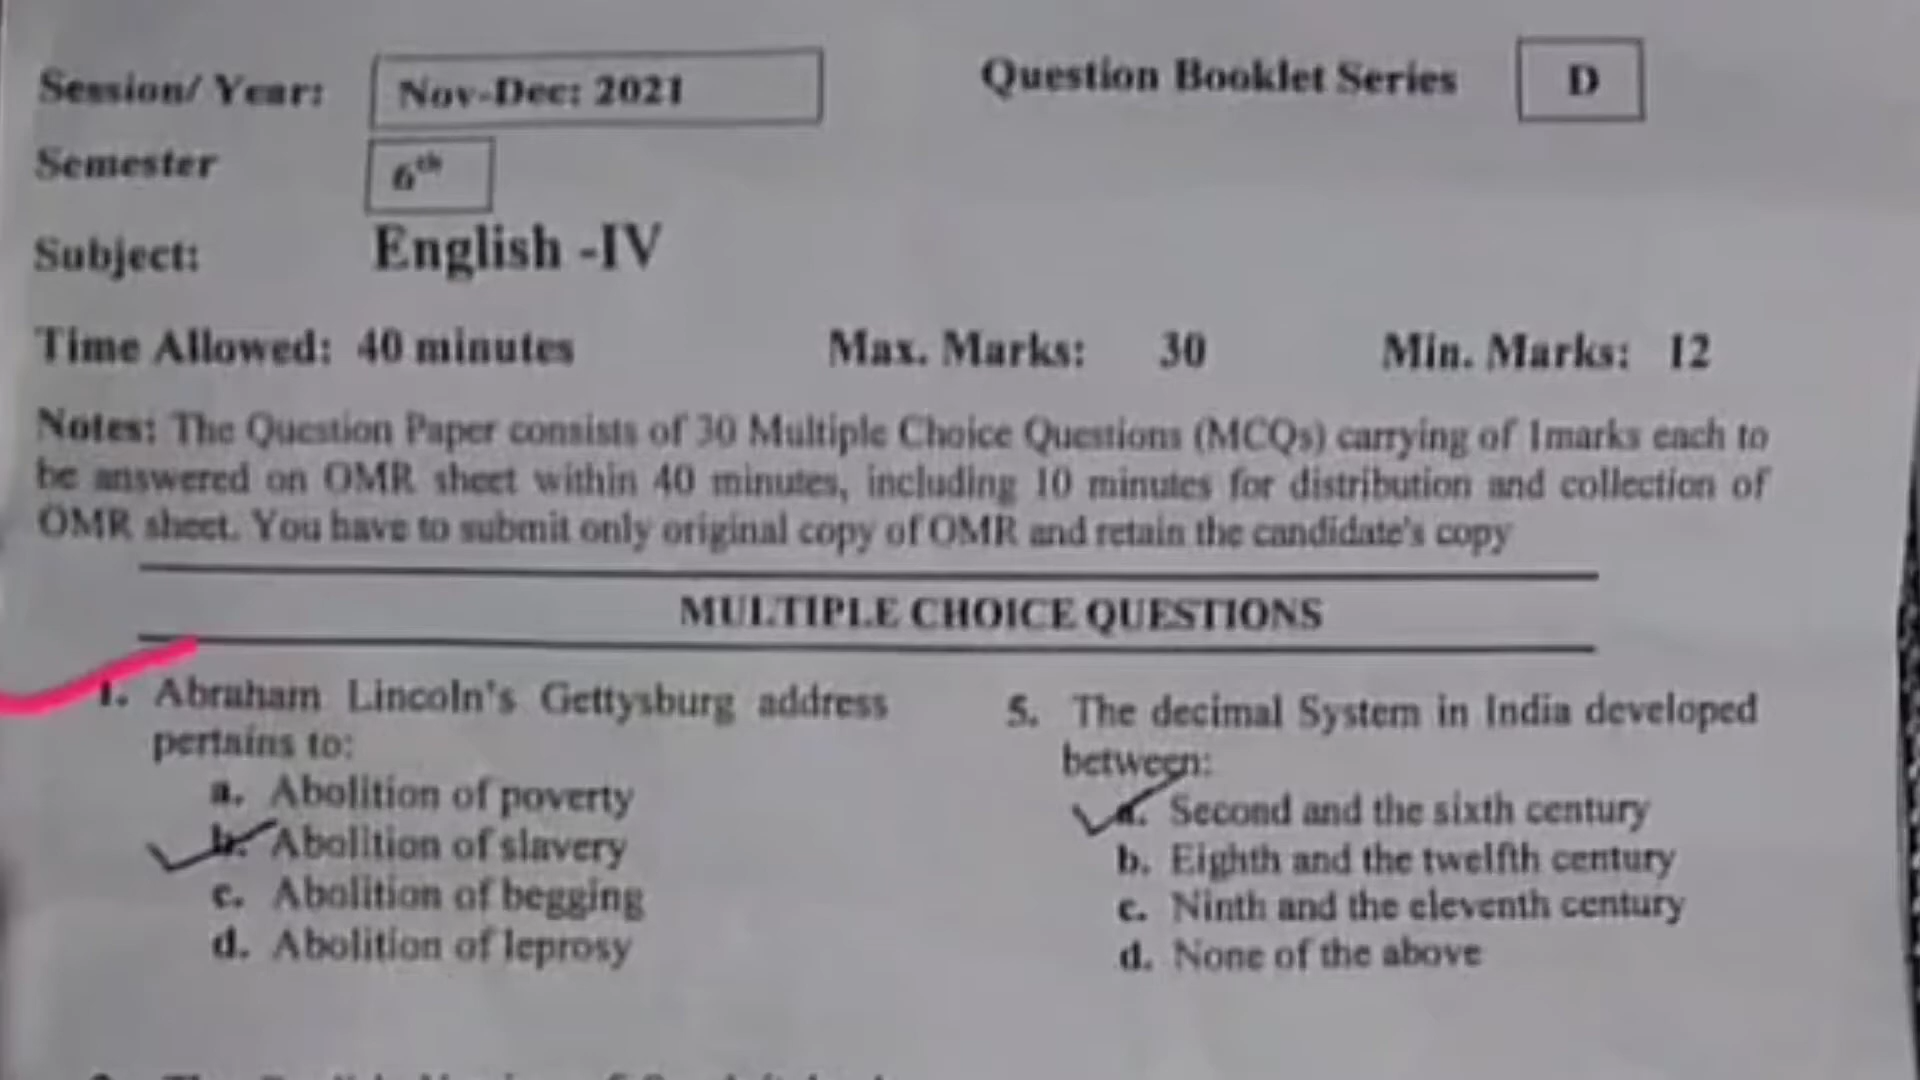 Session/ Year: Nov-Dec: 2021 Question Booklet Series D
Semester 6th
Subject: English -IV
Time Allowed: 40 minutes Max. Marks: 30 Min. Marks: 12
Notes: The Question Paper consists of 30 Multiple Choice Questions (MCQs) carrying of 1marks each to
be answered on OMR sheet within 40 minutes, including 10 minutes for distribution and collection of
OMR sheet. You have to submit only original copy of OMR and retain the candidate's copy
MULTIPLE CHOICE QUESTIONS
1. Abraham Lincoln's Gettysburg address
pertains to:
a. Abolition of poverty
b. Abolition of slavery
c. Abolition of begging
d. Abolition of leprosy
5. The decimal System in India developed
between:
a. Second and the sixth century
b. Eighth and the twelfth century
c. Ninth and the eleventh century
d. None of the above